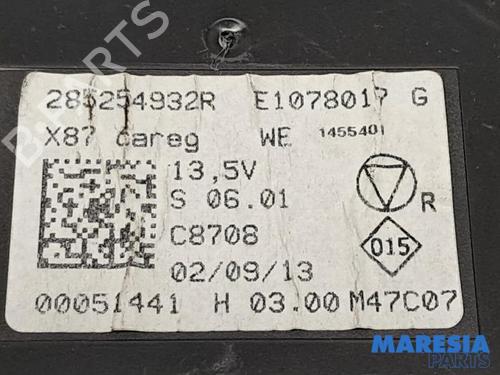 285254932R E1078017 G
X87 careg WE 1455401
13,5V
S 06.01
R
C8708
015
02/09/13
00051441 H 03.00 M47C07
B-PARTS
MARESIA
PARTS